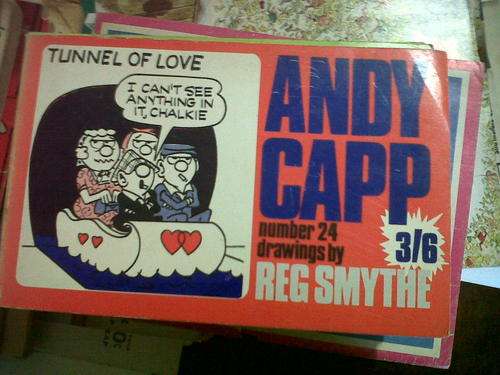 TUNNEL OF LOVE
I CAN'T SEE
ANYTHING IN
IT, CHALKIE
ANDY
CAPP
number 24
drawings by
3/6
REG SMYTHE